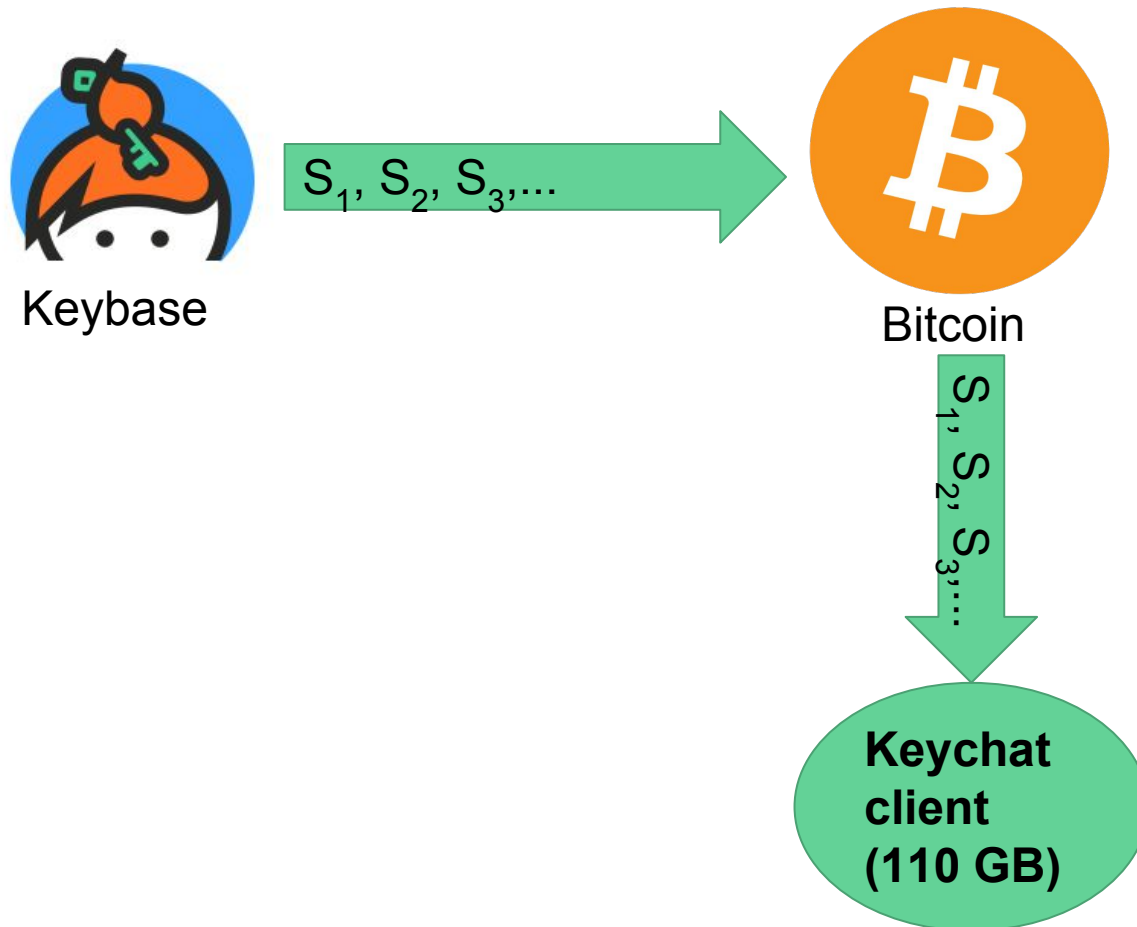 S₁, S₂, S₃,...
Keybase
Bitcoin
S₁, S₂, S₃,...
Keychat
client
(110 GB)